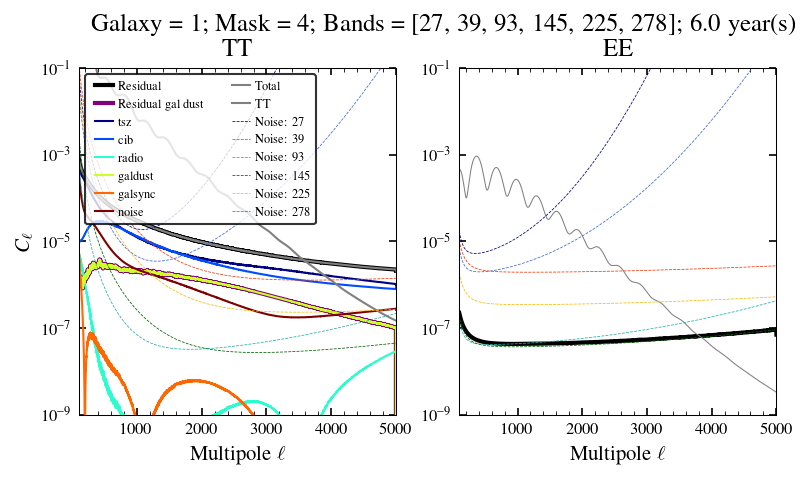 Galaxy = 1; Mask = 4; Bands = [27, 39, 93, 145, 225, 278]; 6.0 year(s)
TT
EE
Residual
Residual gal dust
tsz
cib
radio
galdust
galsync
noise
Total
TT
Noise: 27
Noise: 39
Noise: 93
Noise: 145
Noise: 225
Noise: 278
C_ℓ
10^{-1}
10^{-3}
10^{-5}
10^{-7}
10^{-9}
1000 2000 3000 4000 5000
Multipole ℓ
10^{-1}
10^{-3}
10^{-5}
10^{-7}
10^{-9}
1000 2000 3000 4000 5000
Multipole ℓ